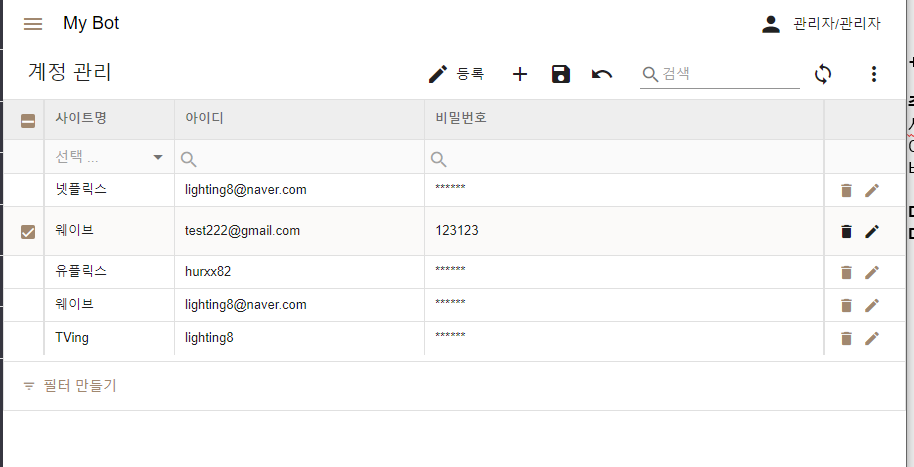 My Bot
관리자/관리자
계정 관리
등록
검색
사이트명 아이디 비밀번호
선택 ...
넷플릭스 lighting8@naver.com ******
웨이브 test222@gmail.com 123123
유플릭스 hurxx82 ******
웨이브 lighting8@naver.com ******
TVing lighting8 ******
필터 만들기